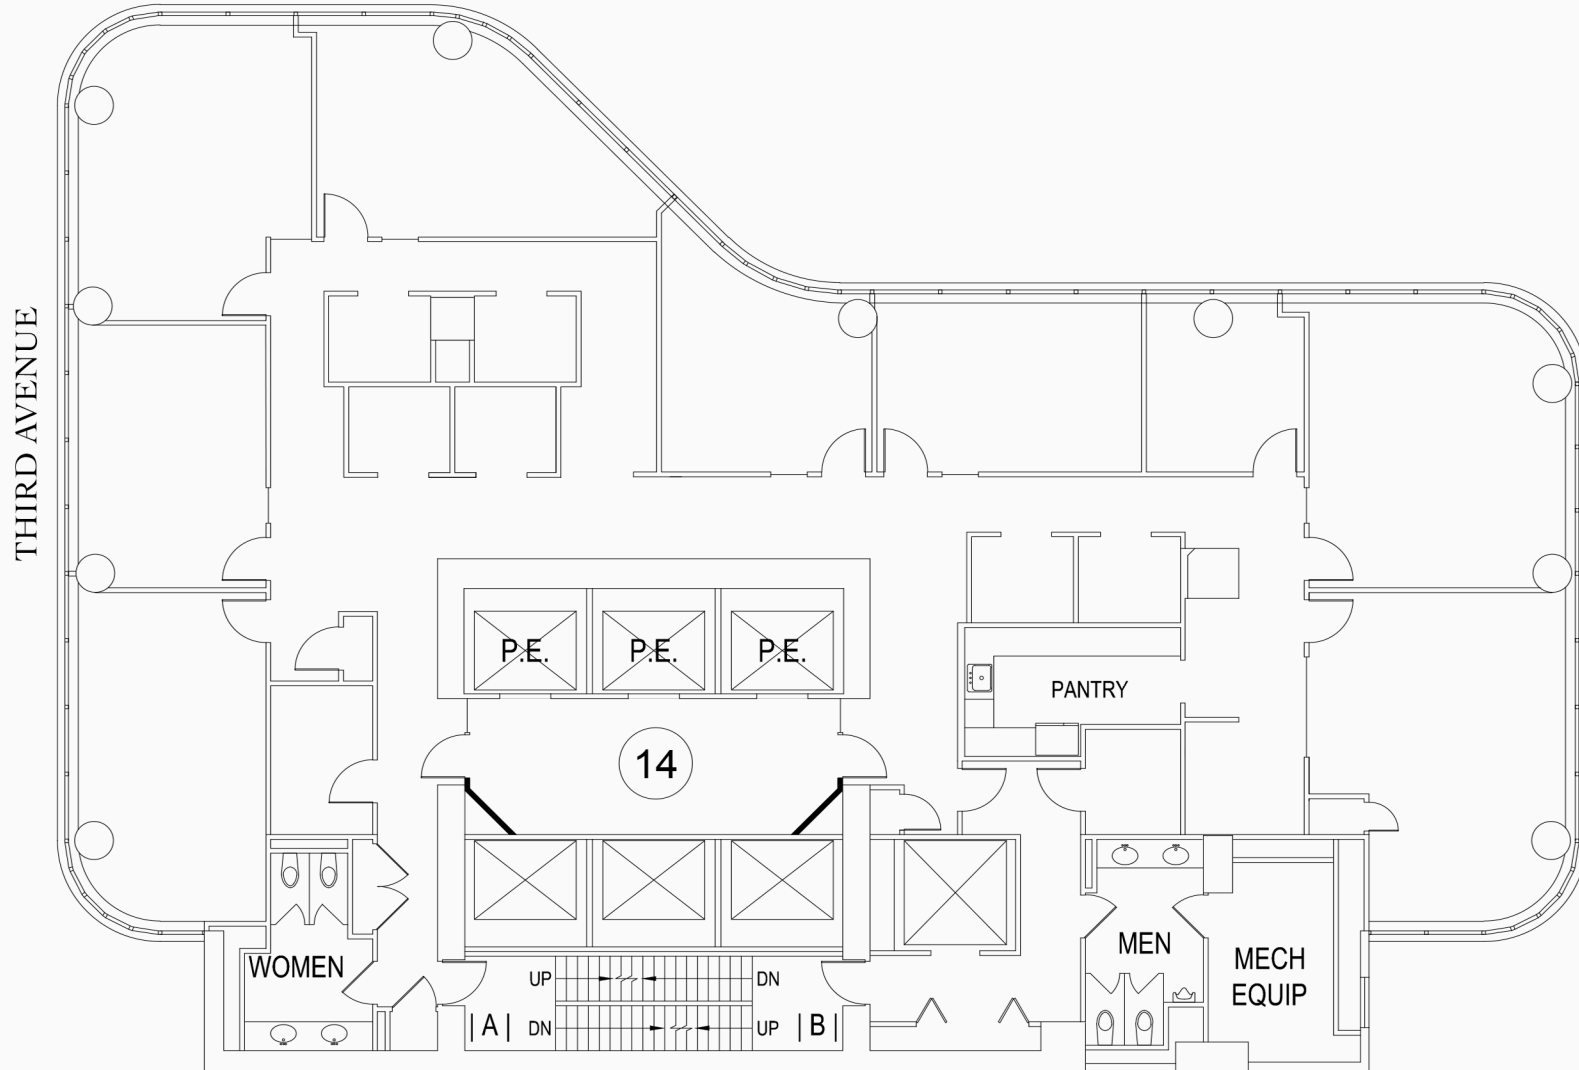 THIRD AVENUE
P.E. P.E. P.E.
PANTRY
14
WOMEN
MEN
MECH
EQUIP
UP DN
|A| DN UP |B|